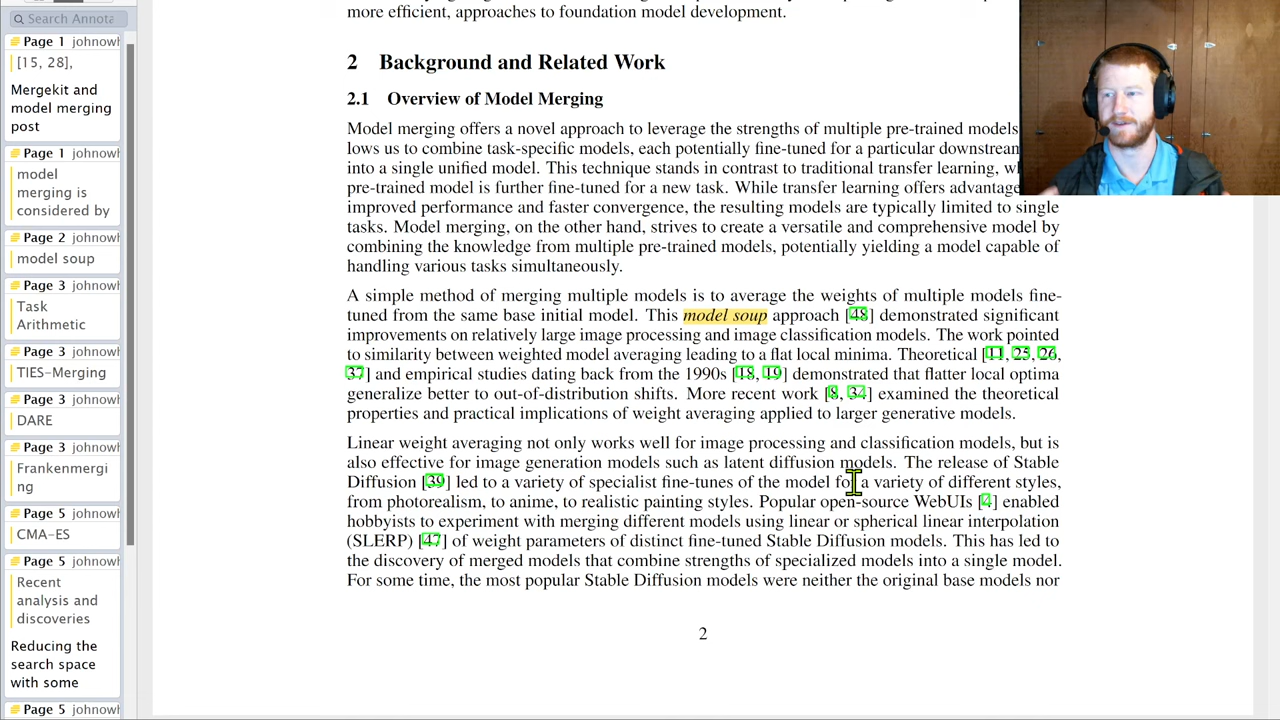 Search Annota
Page 1 johnowh
[15, 28],
Mergekit and
model merging
post
Page 1 johnowh
model
merging is
considered by
Page 2 johnowh
model soup
Page 3 johnowh
Task
Arithmetic
Page 3 johnowh
TIES-Merging
Page 3 johnowh
DARE
Page 3 johnowh
Frankenmergi
ng
Page 5 johnowh
CMA-ES
Page 5 johnowh
Recent
analysis and
discoveries
Reducing the
search space
with some
Page 5 johnowh
more efficient, approaches to foundation model development.
2 Background and Related Work
2.1 Overview of Model Merging
Model merging offers a novel approach to leverage the strengths of multiple pre-trained models
lows us to combine task-specific models, each potentially fine-tuned for a particular downstream
into a single unified model. This technique stands in contrast to traditional transfer learning, w
pre-trained model is further fine-tuned for a new task. While transfer learning offers advantage
improved performance and faster convergence, the resulting models are typically limited to single
tasks. Model merging, on the other hand, strives to create a versatile and comprehensive model by
combining the knowledge from multiple pre-trained models, potentially yielding a model capable of
handling various tasks simultaneously.
A simple method of merging multiple models is to average the weights of multiple models fine-
tuned from the same base initial model. This model soup approach [48] demonstrated significant
improvements on relatively large image processing and image classification models. The work pointed
to similarity between weighted model averaging leading to a flat local minima. Theoretical [11, 25, 26,
37] and empirical studies dating back from the 1990s [18, 19] demonstrated that flatter local optima
generalize better to out-of-distribution shifts. More recent work [8, 34] examined the theoretical
properties and practical implications of weight averaging applied to larger generative models.
Linear weight averaging not only works well for image processing and classification models, but is
also effective for image generation models such as latent diffusion models. The release of Stable
Diffusion [39] led to a variety of specialist fine-tunes of the model for a variety of different styles,
from photorealism, to anime, to realistic painting styles. Popular open-source WebUIs [4] enabled
hobbyists to experiment with merging different models using linear or spherical linear interpolation
(SLERP) [47] of weight parameters of distinct fine-tuned Stable Diffusion models. This has led to
the discovery of merged models that combine strengths of specialized models into a single model.
For some time, the most popular Stable Diffusion models were neither the original base models nor
2